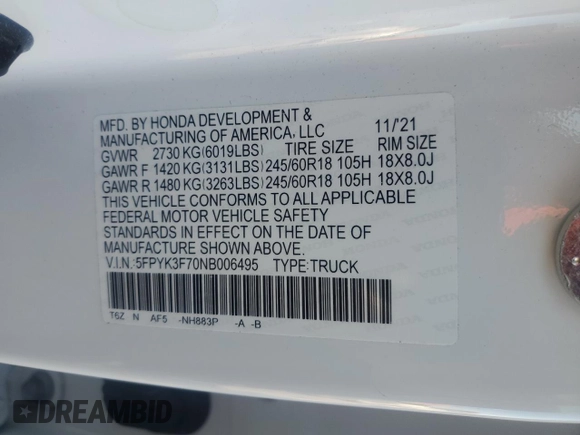 MFD. BY HONDA DEVELOPMENT &
MANUFACTURING OF AMERICA, LLC 11/'21
GVWR 2730 KG (6019LBS) TIRE SIZE RIM SIZE
GAWR F 1420 KG (3131LBS) 245/60R18 105H 18X8.0J
GAWR R 1480 KG (3263LBS) 245/60R18 105H 18X8.0J
THIS VEHICLE CONFORMS TO ALL APPLICABLE
FEDERAL MOTOR VEHICLE SAFETY
STANDARDS IN EFFECT ON THE DATE OF
MANUFACTURE SHOWN ABOVE.
V.I.N.:5FPYK3F70NB006495 TYPE:TRUCK
T6Z N AF5 -NH883P -A -B
DREAMBID